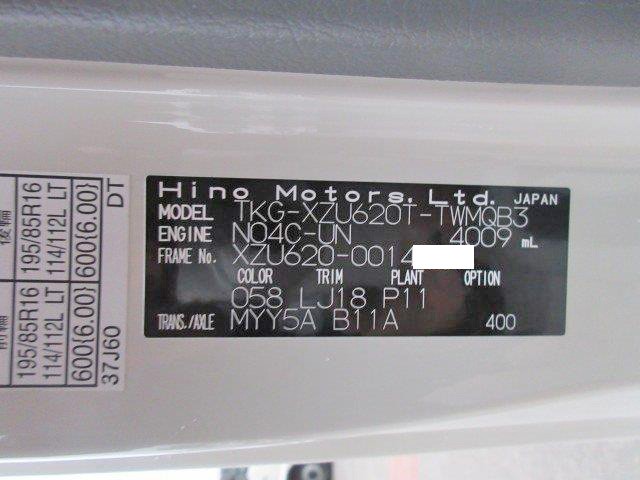 Hino Motors, Ltd. JAPAN
MODEL TKG-XZU620T-TWMQB3
ENGINE N04C-UN 4009 mL
FRAME No. XZU620-0014
COLOR TRIM PLANT OPTION
058 LJ18 P11
TRANS./AXLE MYY5A B11A 400
後輪
195/85R16
114/112L LT
600{6.00}
DT
195/85R16
114/112L LT
600{6.00}
37J60